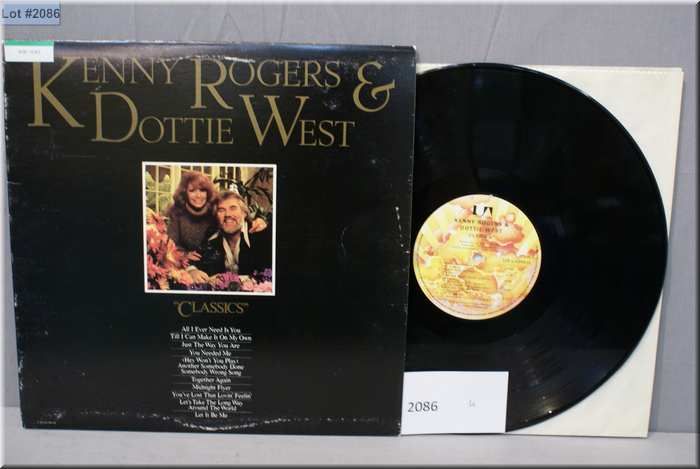 Lot #2086
KENNY ROGERS &
DOTTIE WEST
"CLASSICS"
All I Ever Need Is You
Till I Can Make It On My Own
Just The Way You Are
You Needed Me
(Hey Won't You Play)
Another Somebody Done
Somebody Wrong Song
Together Again
Midnight Flyer
You've Lost That Lovin' Feelin'
Let's Take The Long Way
Around The World
Let It Be Me
UA
KENNY ROGERS &
DOTTIE WEST
2086